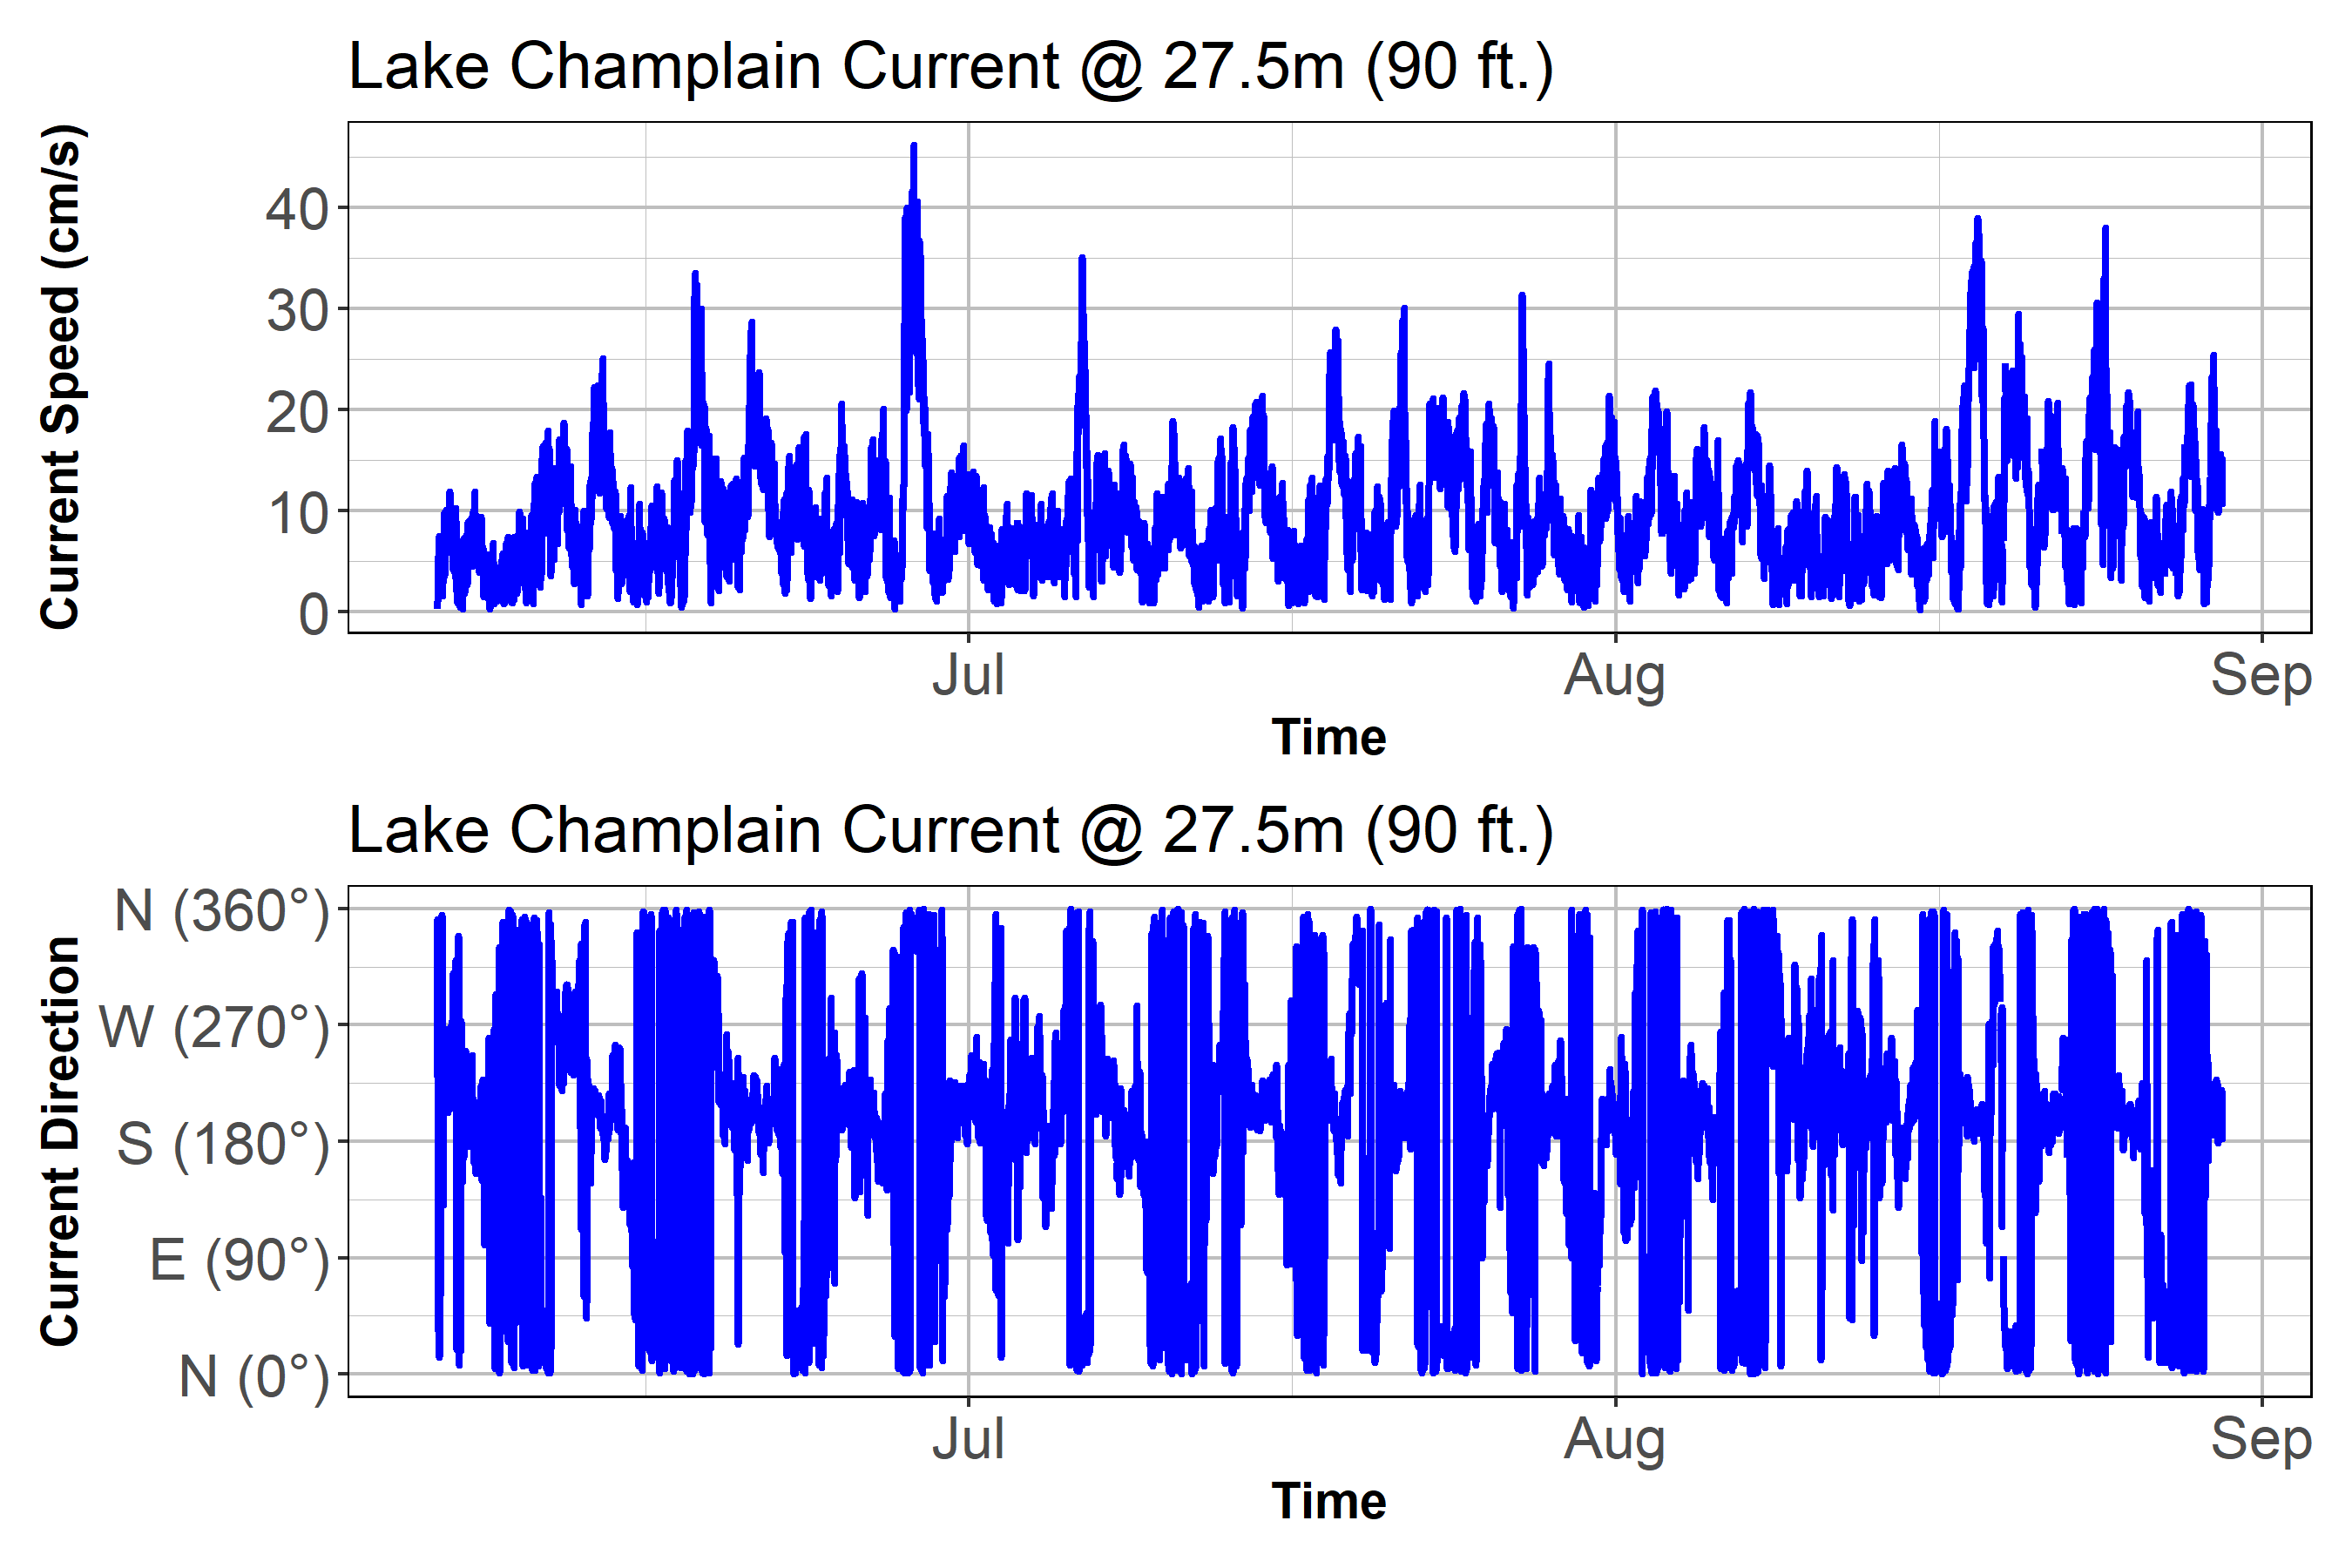 Lake Champlain Current @ 27.5m (90 ft.)
Current Speed (cm/s)
40
30
20
10
0
Jul
Aug
Sep
Time
Lake Champlain Current @ 27.5m (90 ft.)
Current Direction
N (360°)
W (270°)
S (180°)
E (90°)
N (0°)
Jul
Aug
Sep
Time